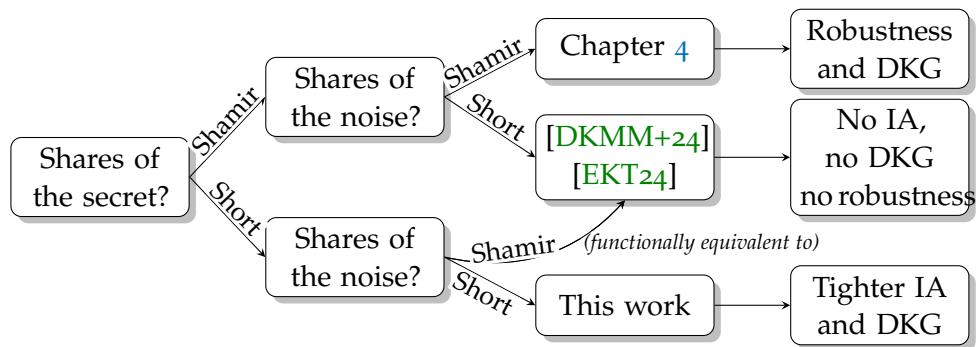 Shares of
the secret?
Shamir
Short
Shares of
the noise?
Shamir
Short
Chapter 4
Robustness
and DKG
[DKMM+24]
[EKT24]
No IA,
no DKG
no robustness
Shares of
the noise?
Shamir
(functionally equivalent to)
Short
This work
Tighter IA
and DKG